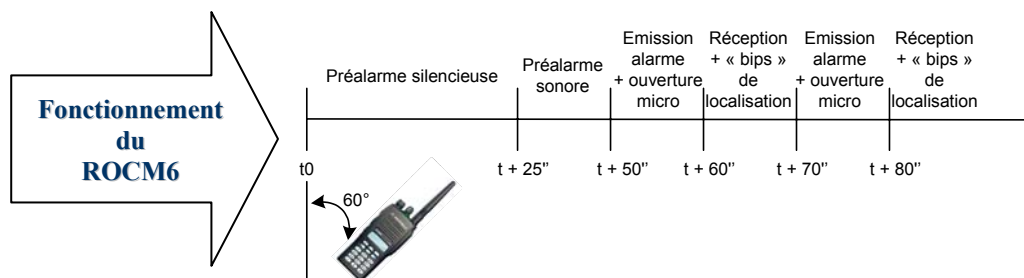 Fonctionnement
du
ROCM6
Préalarme silencieuse
Préalarme
sonore
Emission
alarme
+ ouverture
micro
Réception
+ « bips »
de
localisation
Emission
alarme
+ ouverture
micro
Réception
+ « bips »
de
localisation
t0
t + 25"
t + 50"
t + 60"
t + 70"
t + 80"
60°